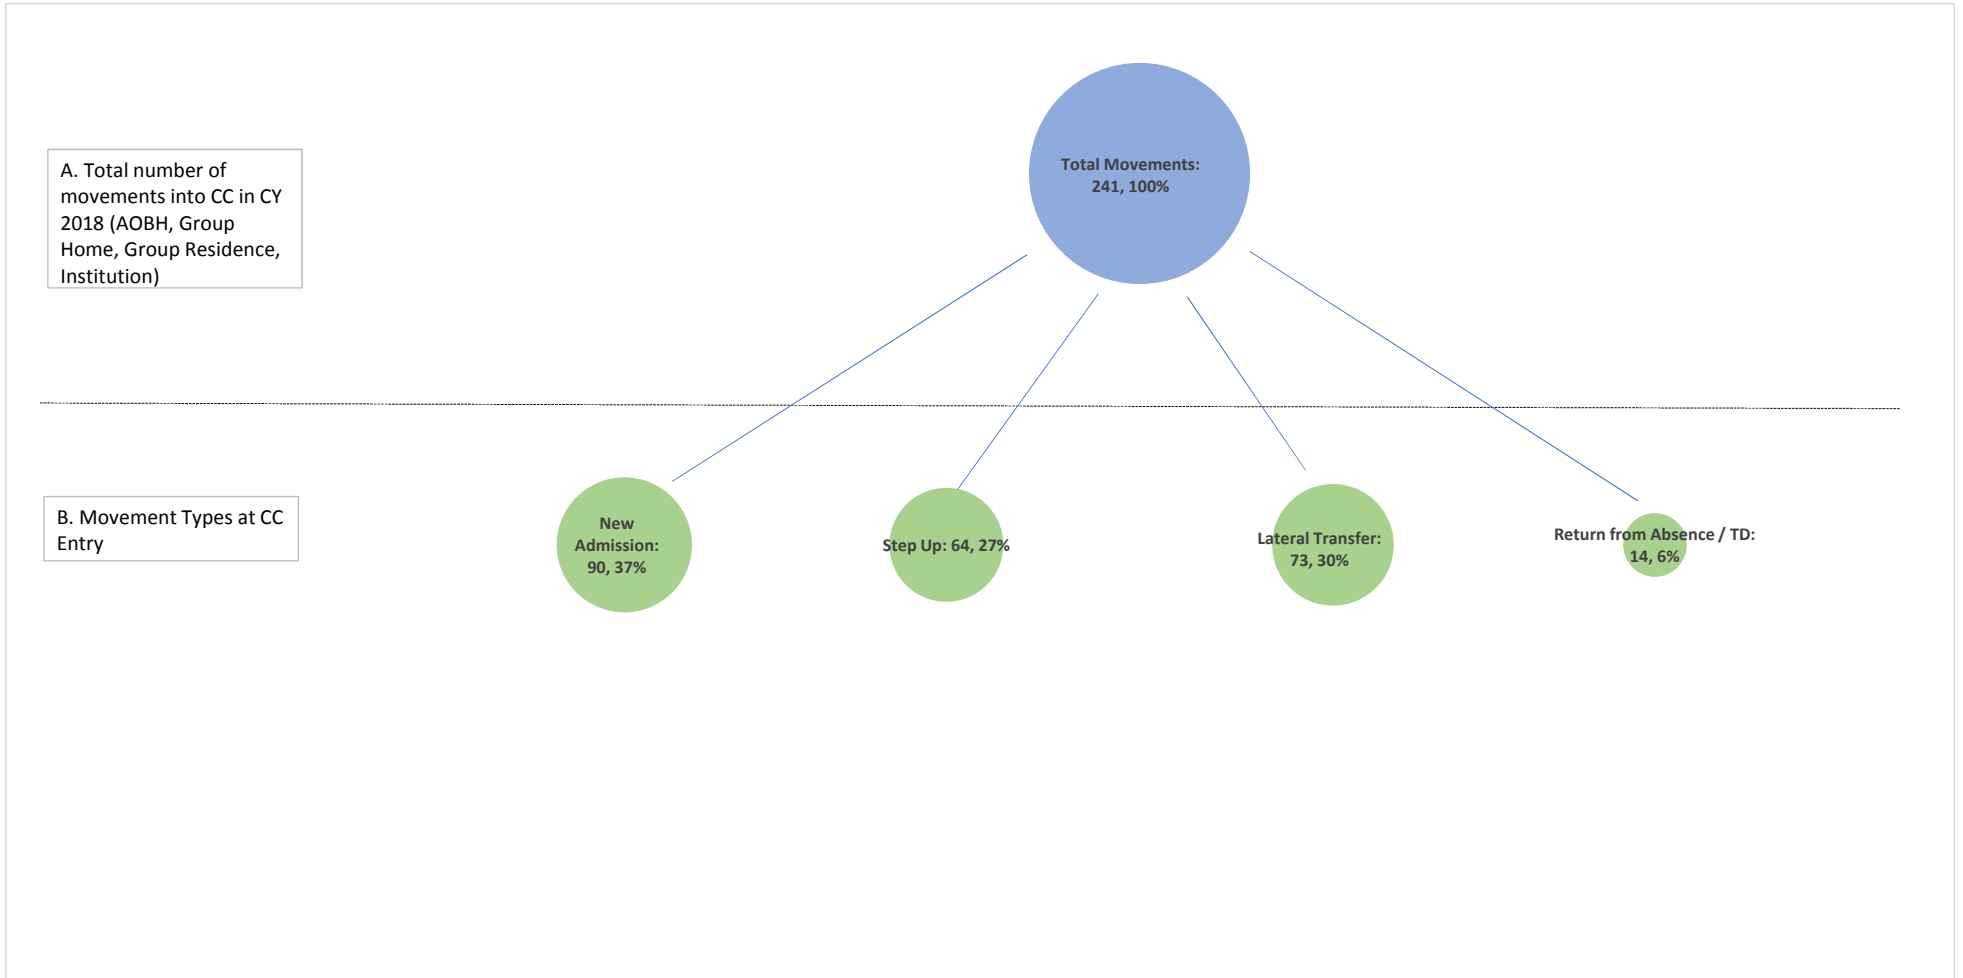 Total Movements:
241, 100%
A. Total number of
movements into CC in CY
2018 (AOBH, Group
Home, Group Residence,
Institution)
B. Movement Types at CC
Entry
New
Admission:
90, 37%
Step Up: 64, 27%
Lateral Transfer:
73, 30%
Return from Absence / TD:
14, 6%